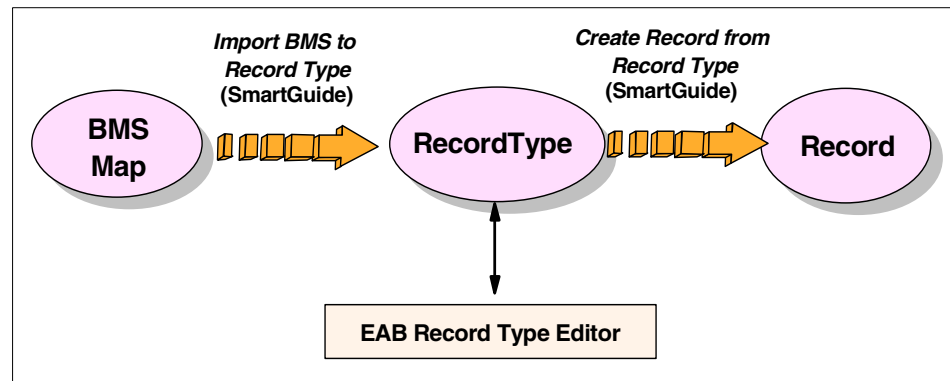 Import BMS to
Record Type
(SmartGuide)
Create Record from
Record Type
(SmartGuide)
BMS
Map
RecordType
Record
EAB Record Type Editor